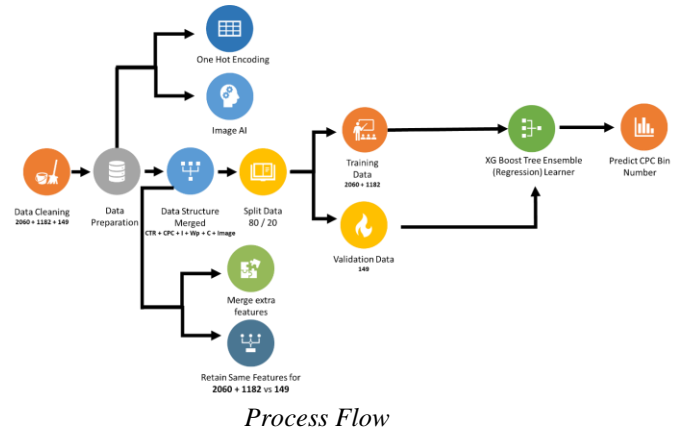 One Hot Encoding
Image AI
Data Cleaning
2060 + 1182 + 149
Data
Preparation
Data Structure
Merged
CTR + CPC + I + Wp + C + Image
Split Data
80 / 20
Training
Data
2060 + 1182
XG Boost Tree Ensemble
(Regression) Learner
Predict CPC Bin
Number
Validation Data
149
Merge extra
features
Retain Same Features for
2060 + 1182 vs 149
Process Flow